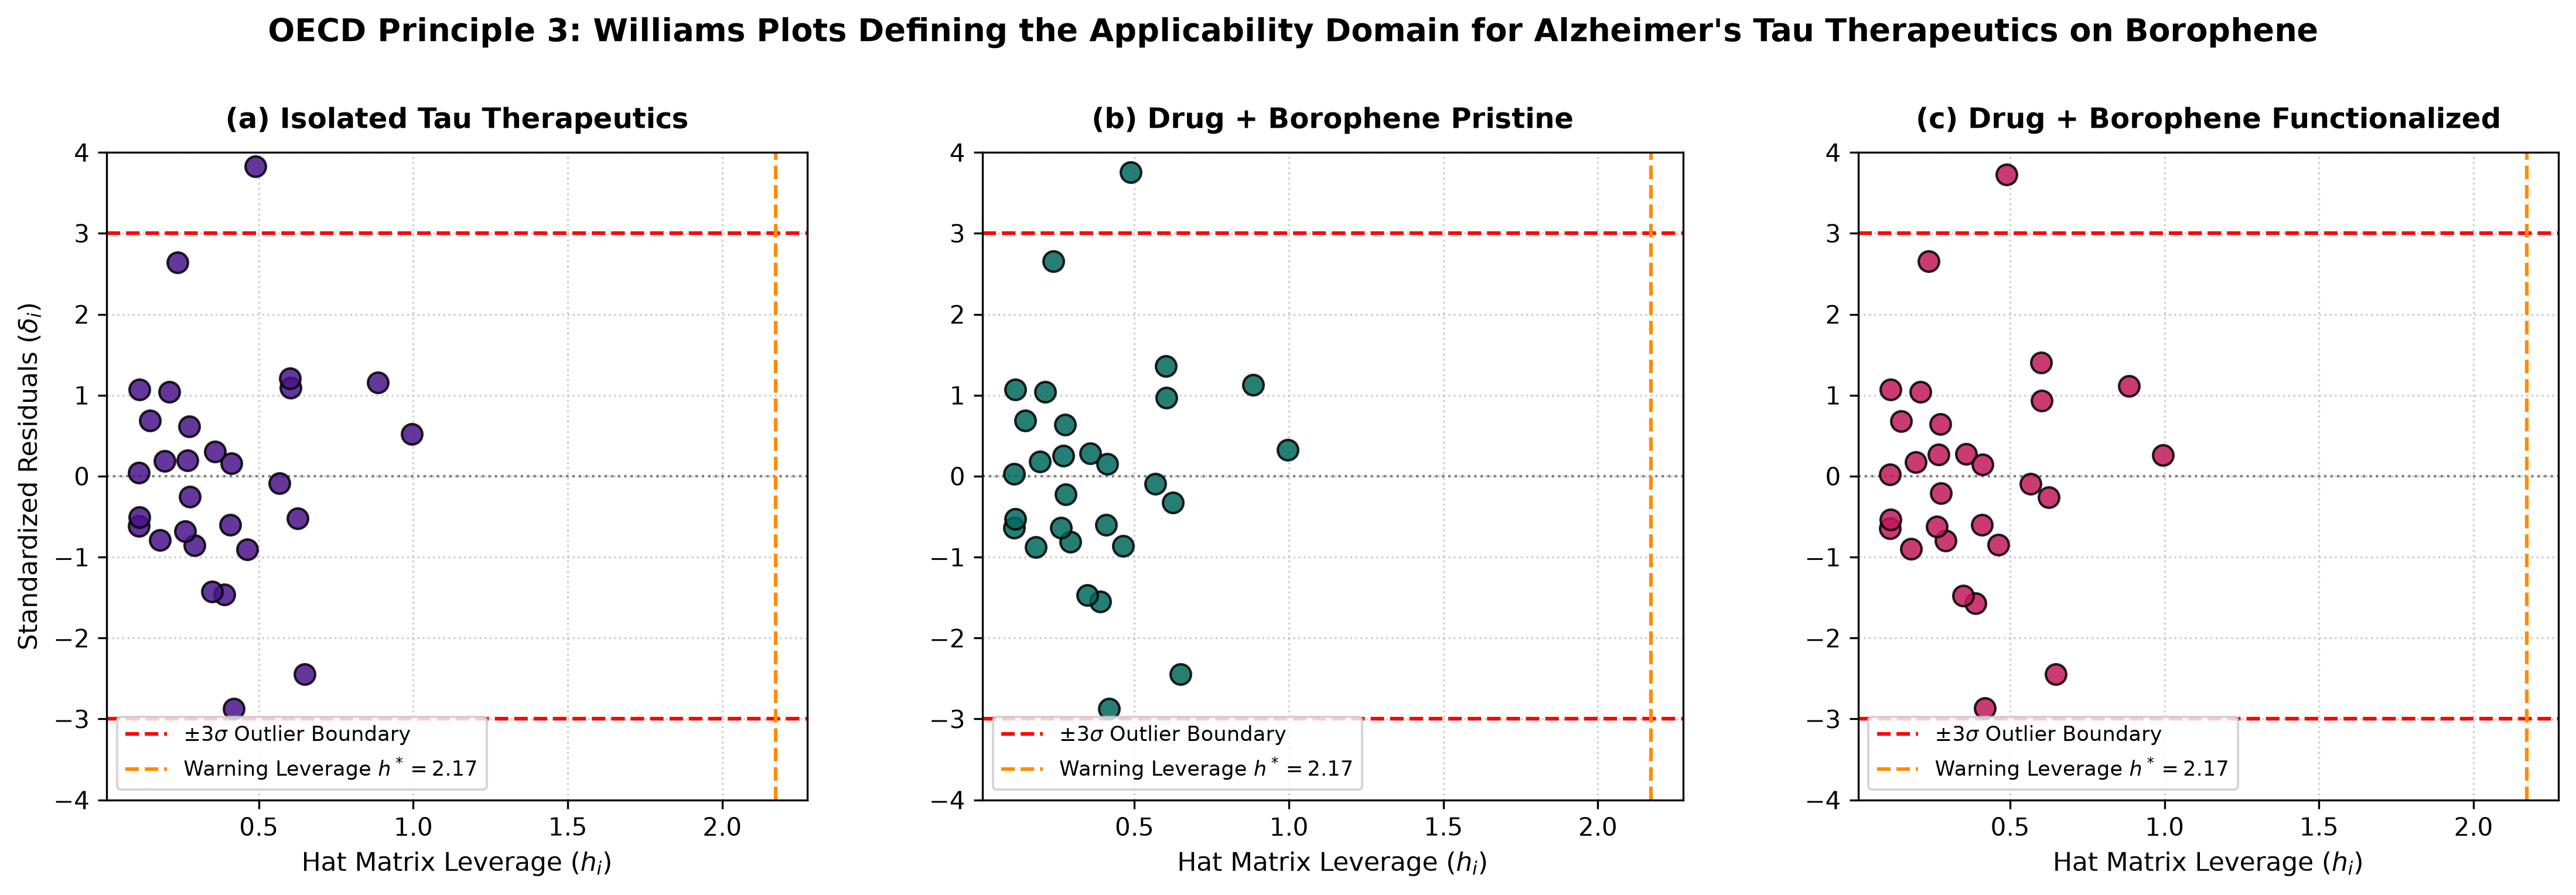 OECD Principle 3: Williams Plots Defining the Applicability Domain for Alzheimer's Tau Therapeutics on Borophene
(a) Isolated Tau Therapeutics
4
3
2
1
0
−1
−2
−3
−4
Standardized Residuals (δi)
±3σ Outlier Boundary
Warning Leverage h* = 2.17
0.5 1.0 1.5 2.0
Hat Matrix Leverage (hi)
(b) Drug + Borophene Pristine
4
3
2
1
0
−1
−2
−3
−4
±3σ Outlier Boundary
Warning Leverage h* = 2.17
0.5 1.0 1.5 2.0
Hat Matrix Leverage (hi)
(c) Drug + Borophene Functionalized
4
3
2
1
0
−1
−2
−3
−4
±3σ Outlier Boundary
Warning Leverage h* = 2.17
0.5 1.0 1.5 2.0
Hat Matrix Leverage (hi)